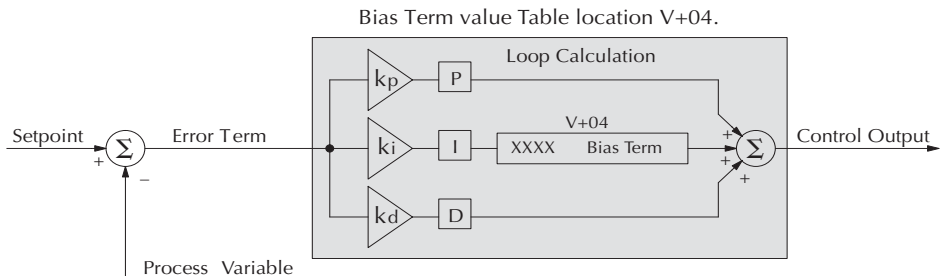 Bias Term value Table location V+04.
Loop Calculation
kp P
Setpoint + Σ − Error Term
ki I V+04 XXXX Bias Term
+ + + Σ Control Output
kd D
Process Variable